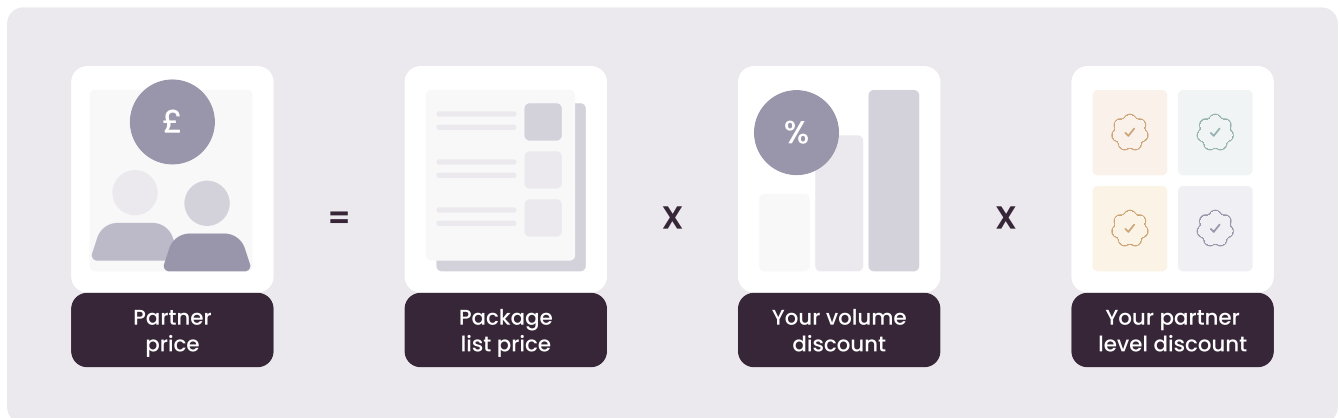 £
%
=
X
X
Partner
price
Package
list price
Your volume
discount
Your partner
level discount